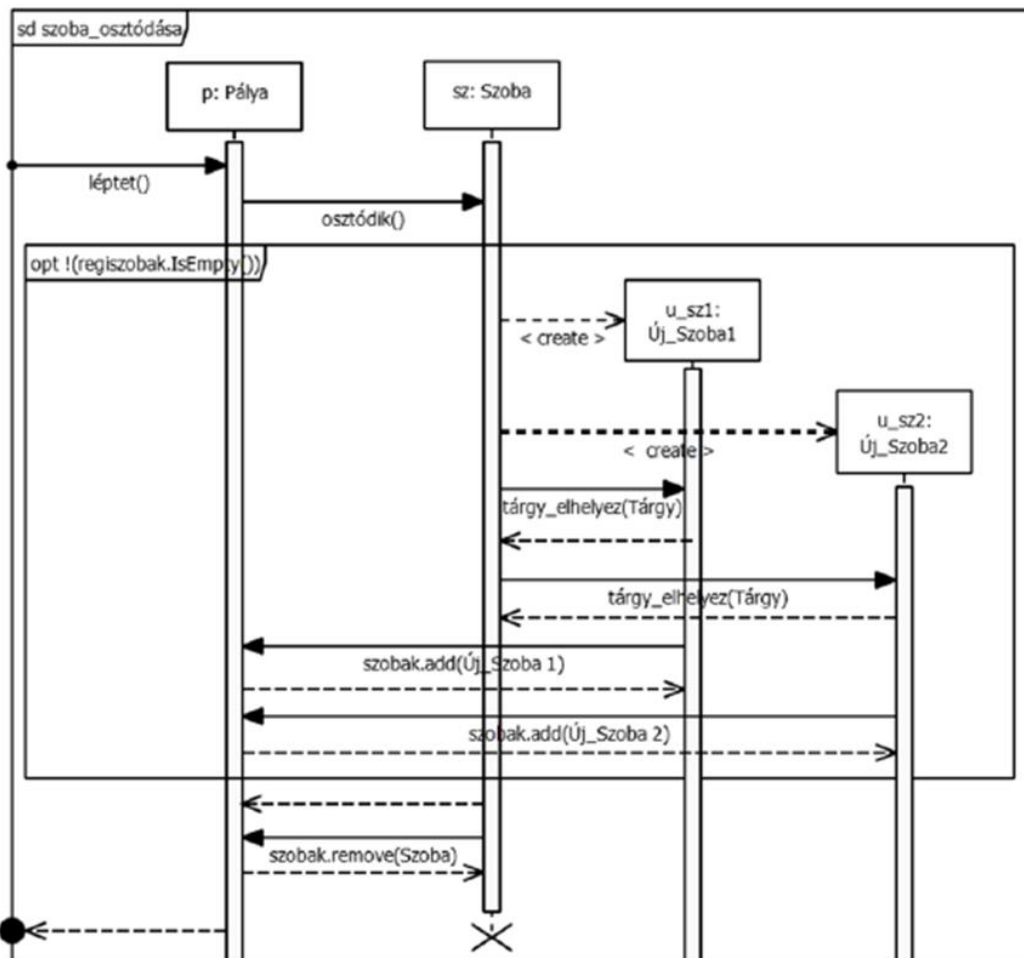 sd szoba_osztódása
p: Pálya
sz: Szoba
léptet()
osztódik()
opt !(regiszobak.IsEmpty())
u_sz1:
Új_Szoba1
< create >
u_sz2:
Új_Szoba2
< create >
tárgy_elhelyez(Tárgy)
tárgy_elhelyez(Tárgy)
szobak.add(Új_Szoba 1)
szobak.add(Új_Szoba 2)
szobak.remove(Szoba)